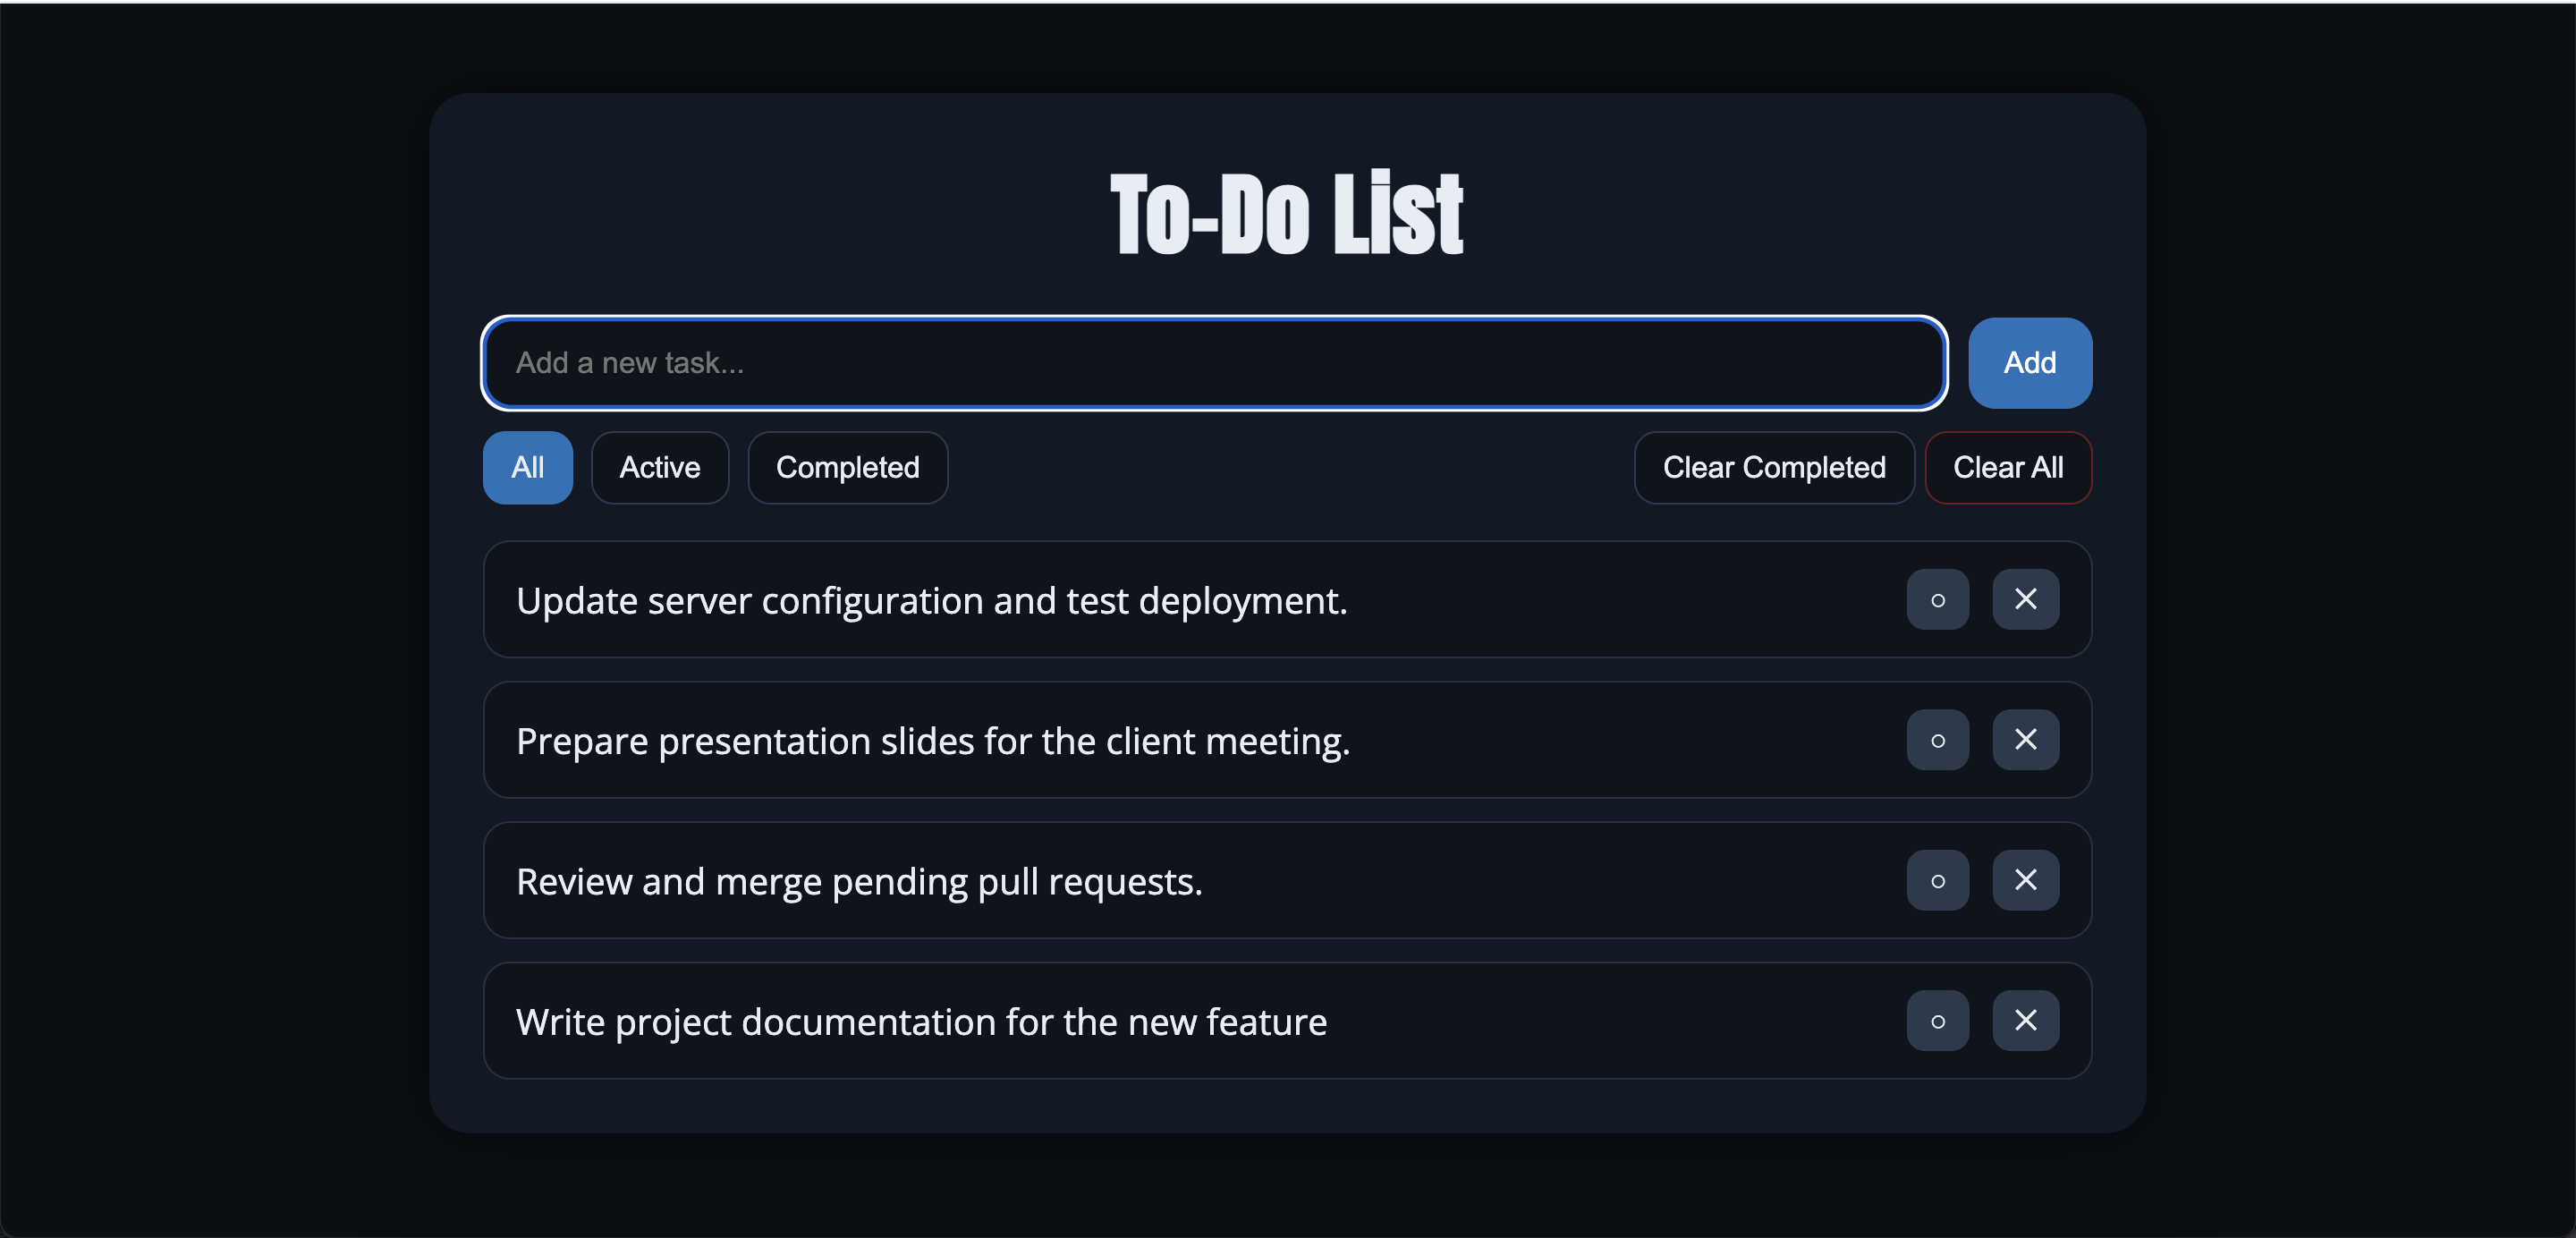 To-Do List
Add a new task...
Add
All
Active
Completed
Clear Completed
Clear All
Update server configuration and test deployment.
Prepare presentation slides for the client meeting.
Review and merge pending pull requests.
Write project documentation for the new feature